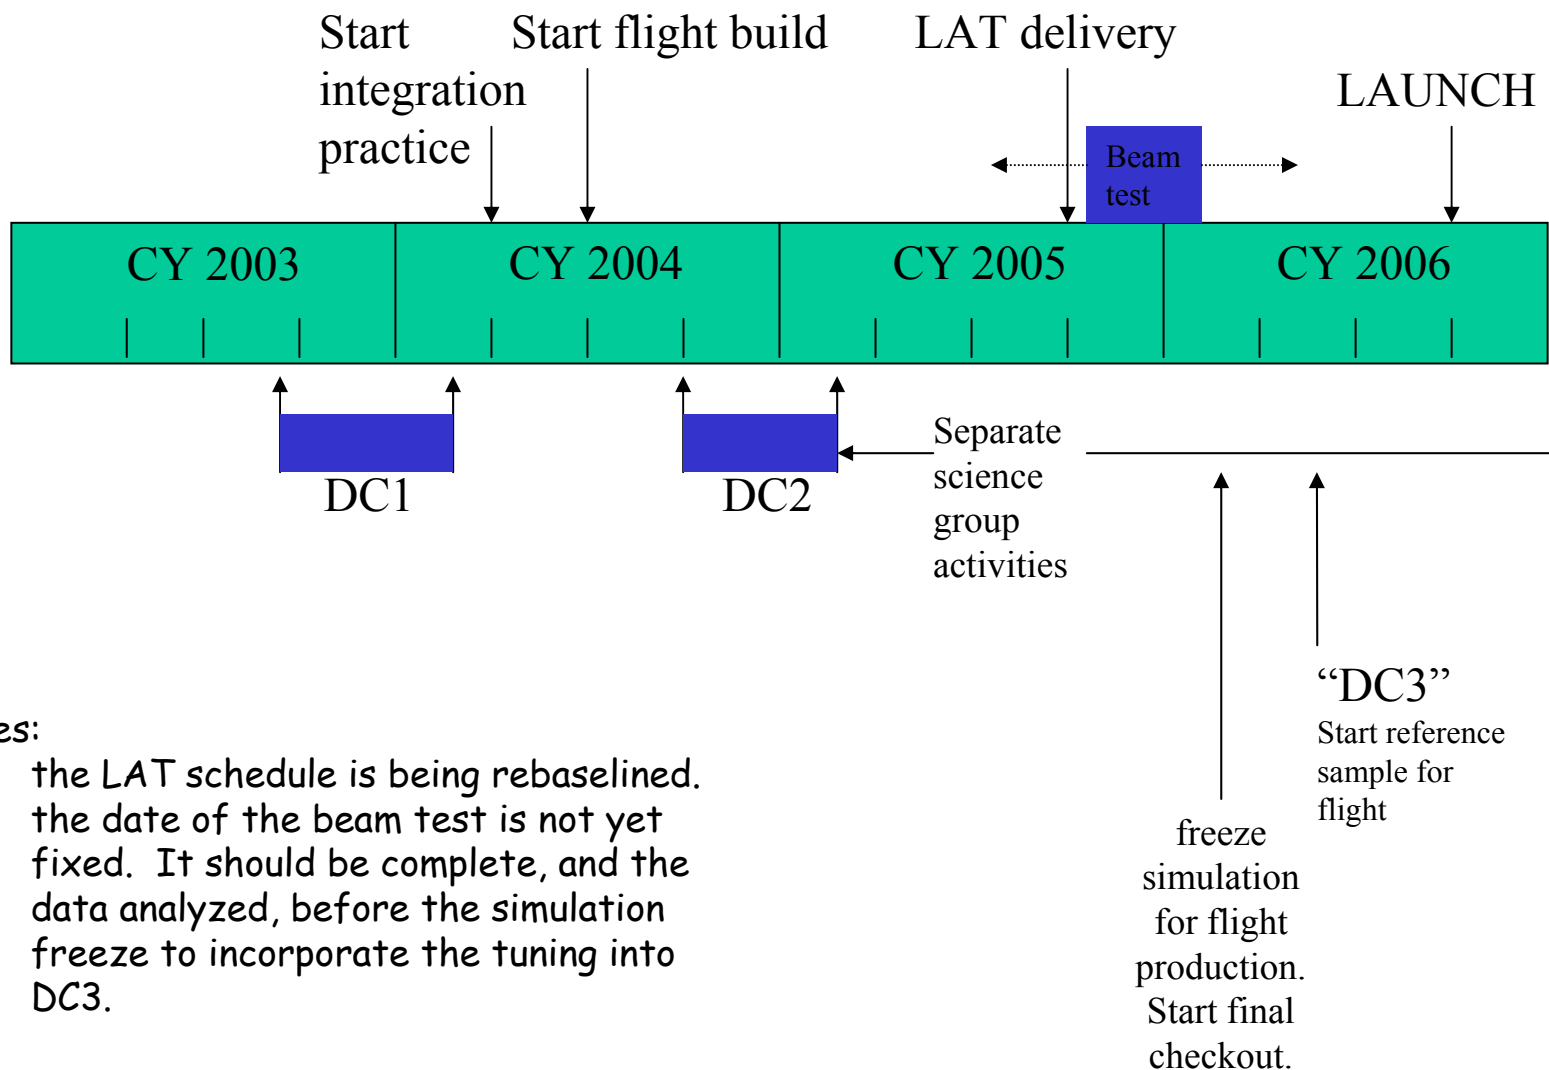 Start
integration
practice
Start flight build
LAT delivery
LAUNCH
Beam
test
CY 2003
CY 2004
CY 2005
CY 2006
DC1
DC2
Separate
science
group
activities
“DC3”
Start reference
sample for
flight
freeze
simulation
for flight
production.
Start final
checkout.
es:
the LAT schedule is being rebaselined.
the date of the beam test is not yet
fixed. It should be complete, and the
data analyzed, before the simulation
freeze to incorporate the tuning into
DC3.